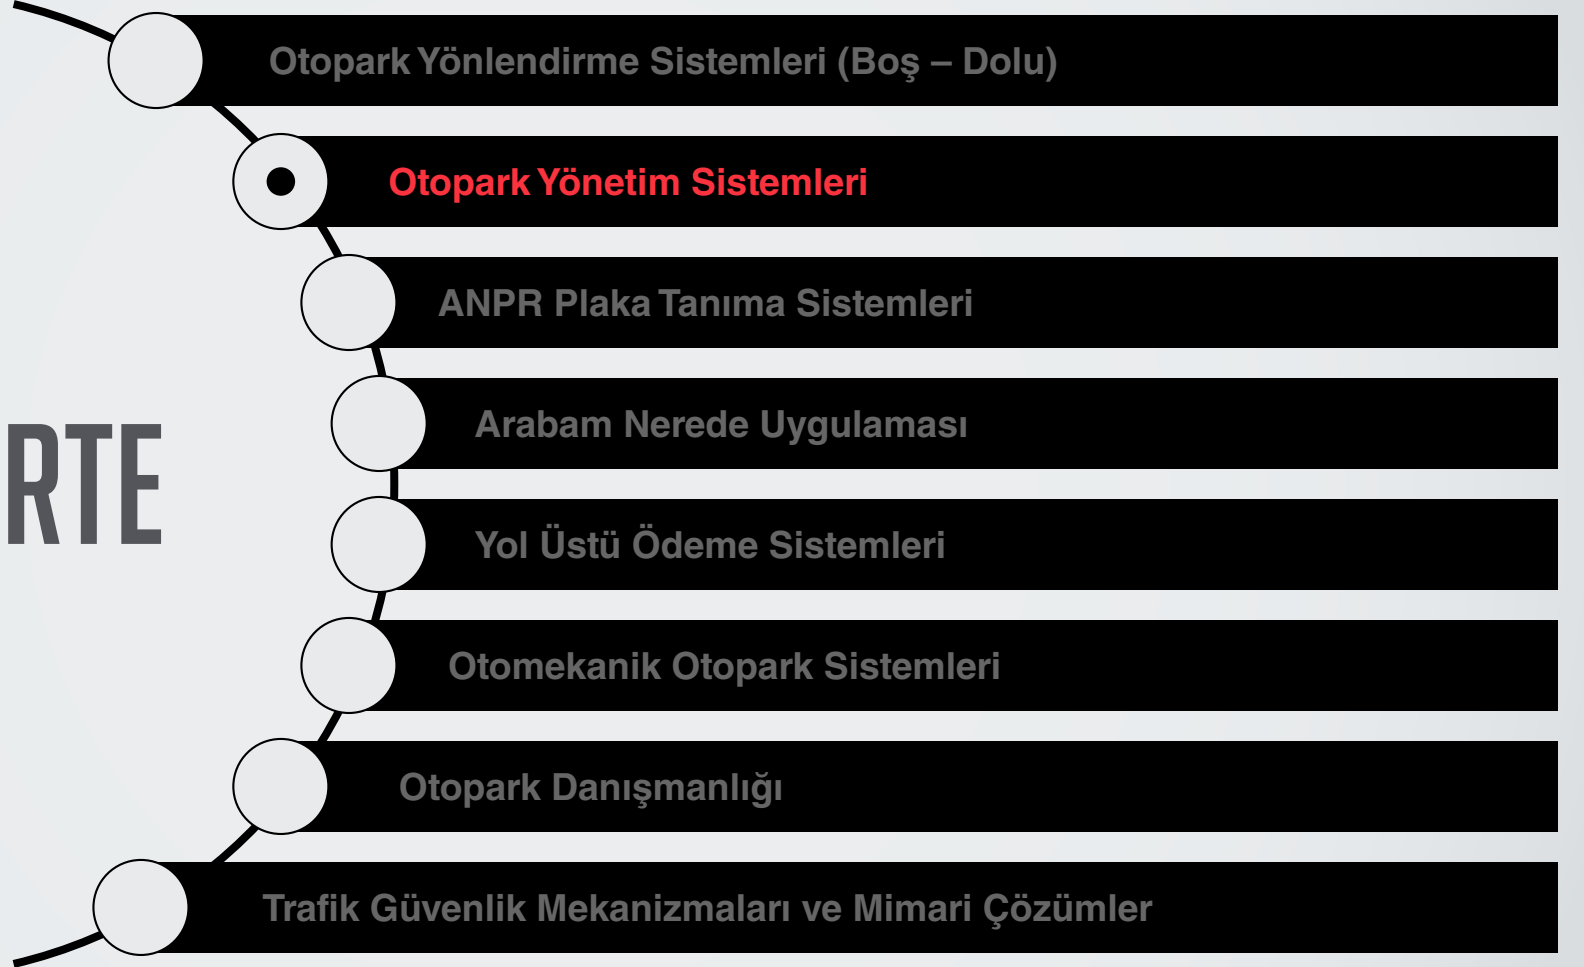 Otopark Yönlendirme Sistemleri (Boş – Dolu)
Otopark Yönetim Sistemleri
ANPR Plaka Tanıma Sistemleri
Arabam Nerede Uygulaması
RTE
Yol Üstü Ödeme Sistemleri
Otomekanik Otopark Sistemleri
Otopark Danışmanlığı
Trafik Güvenlik Mekanizmaları ve Mimari Çözümler